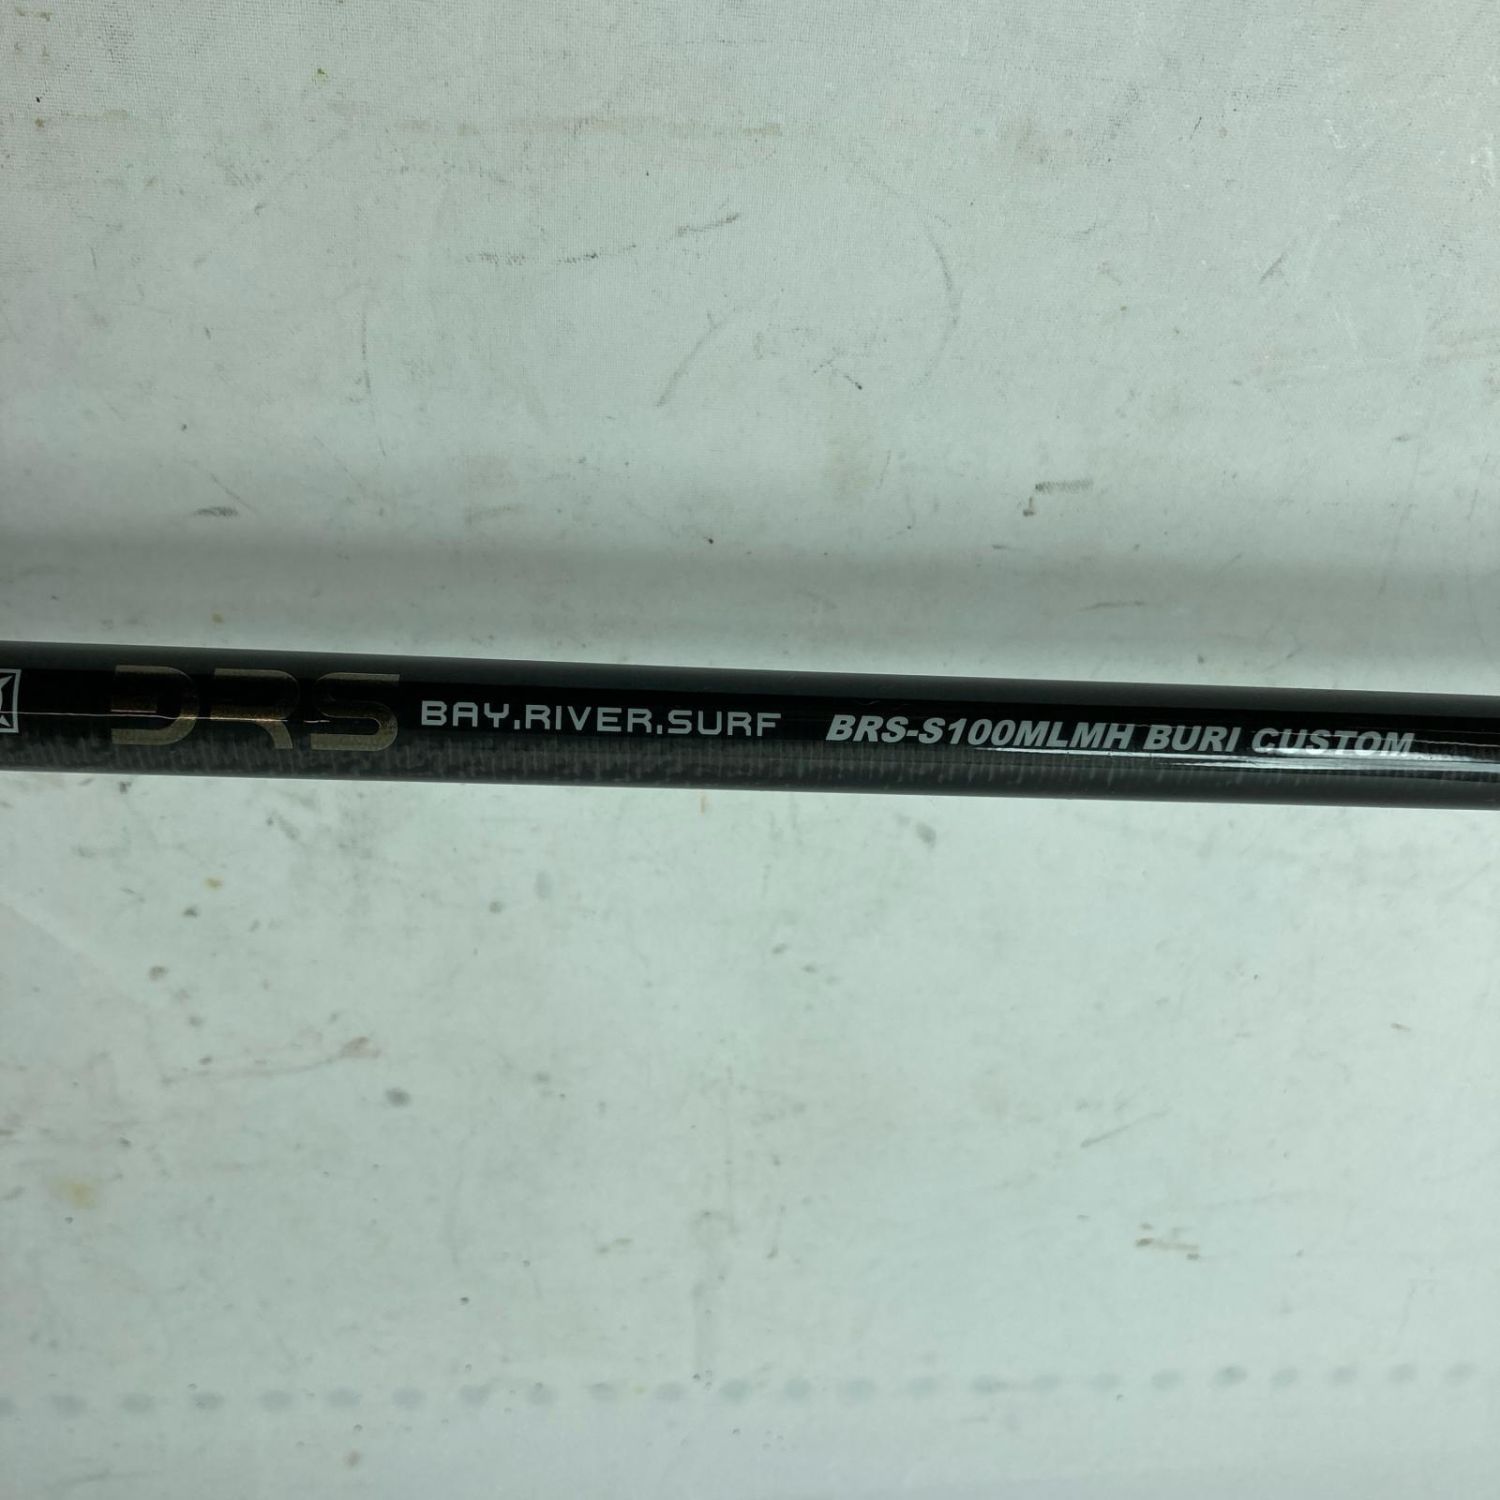 BRS BAY.RIVER.SURF BRS-S100MLMH BURI CUSTOM